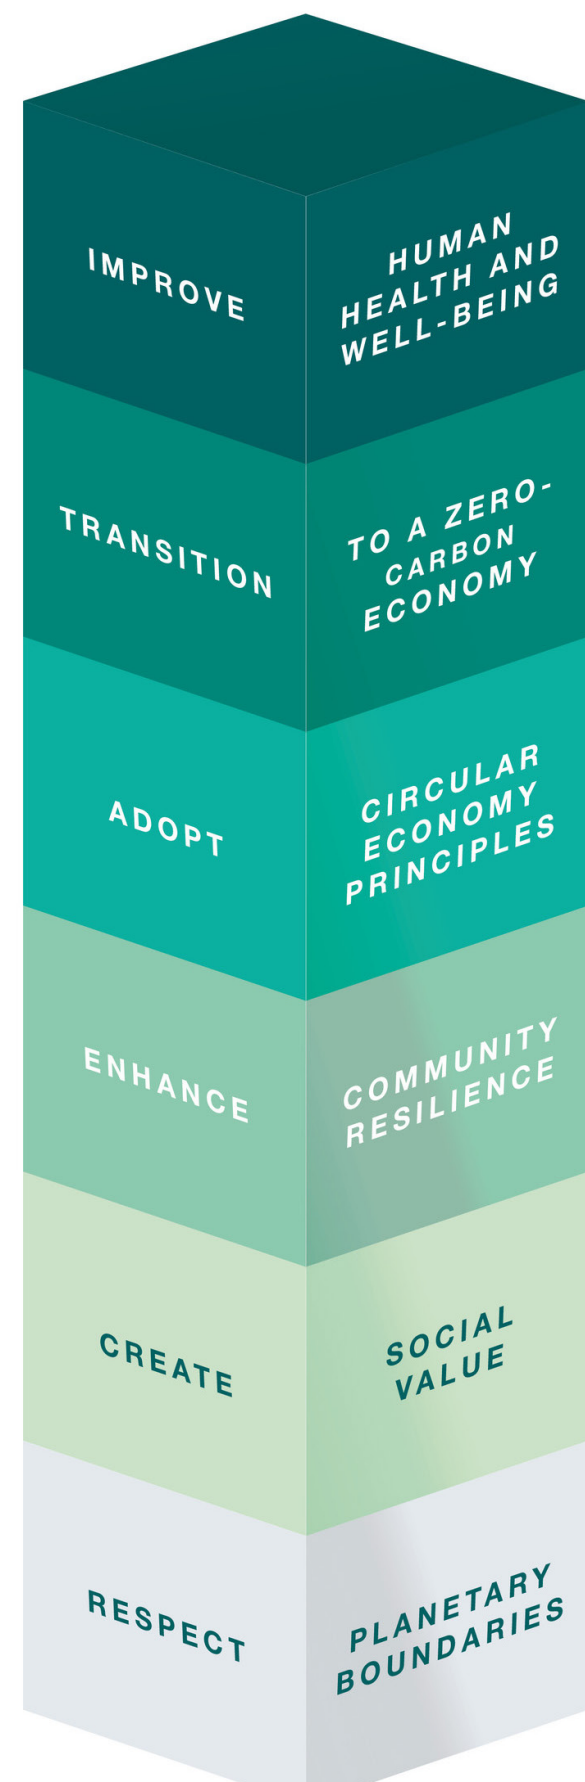 IMPROVE
HUMAN
HEALTH AND
WELL-BEING
TRANSITION
TO A ZERO-
CARBON
ECONOMY
ADOPT
CIRCULAR
ECONOMY
PRINCIPLES
ENHANCE
COMMUNITY
RESILIENCE
CREATE
SOCIAL
VALUE
RESPECT
PLANETARY
BOUNDARIES